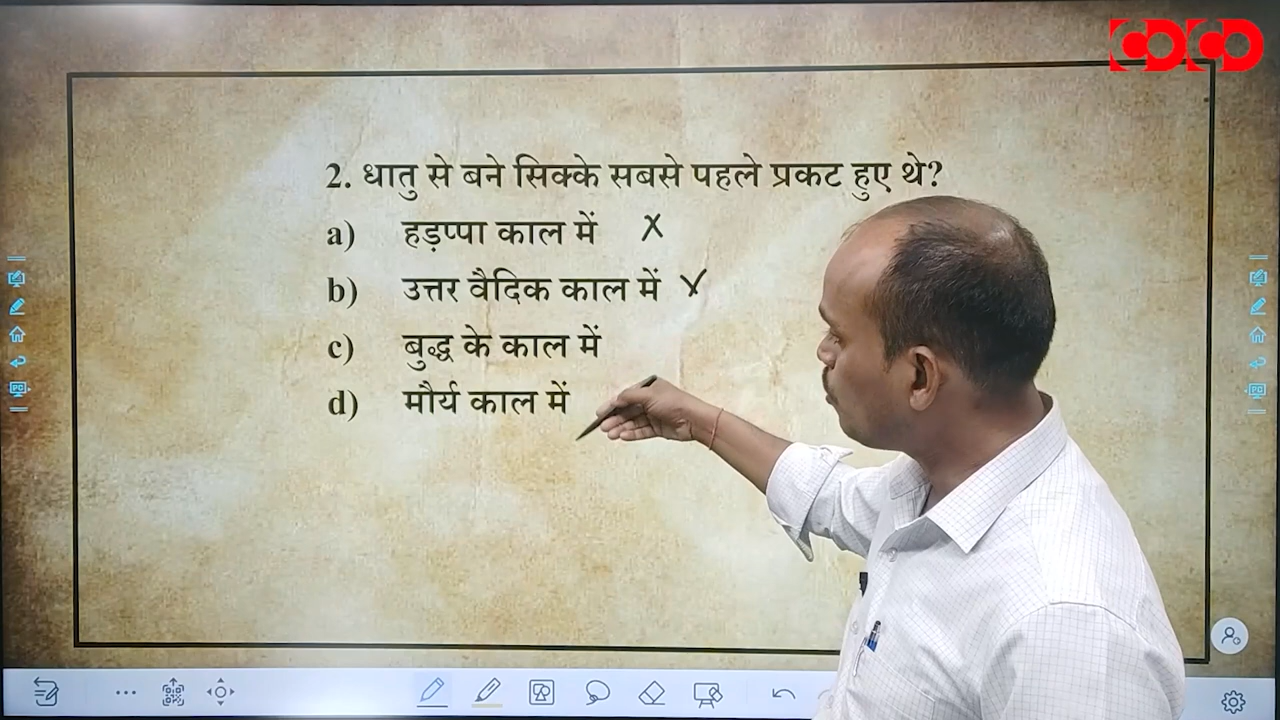 2. धातु से बने सिक्के सबसे पहले प्रकट हुए थे?
a) हड़प्पा काल में X
b) उत्तर वैदिक काल में
c) बुद्ध के काल में
d) मौर्य काल में